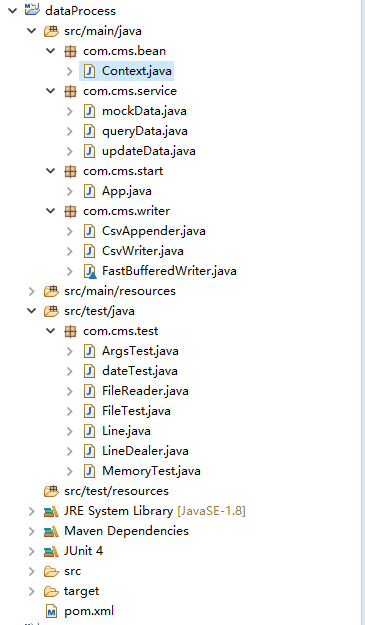 dataProcess
src/main/java
com.cms.bean
Context.java
com.cms.service
mockData.java
queryData.java
updateData.java
com.cms.start
App.java
com.cms.writer
CsvAppender.java
CsvWriter.java
FastBufferedWriter.java
src/main/resources
src/test/java
com.cms.test
ArgsTest.java
dateTest.java
FileReader.java
FileTest.java
Line.java
LineDealer.java
MemoryTest.java
src/test/resources
JRE System Library [JavaSE-1.8]
Maven Dependencies
JUnit 4
src
target
pom.xml